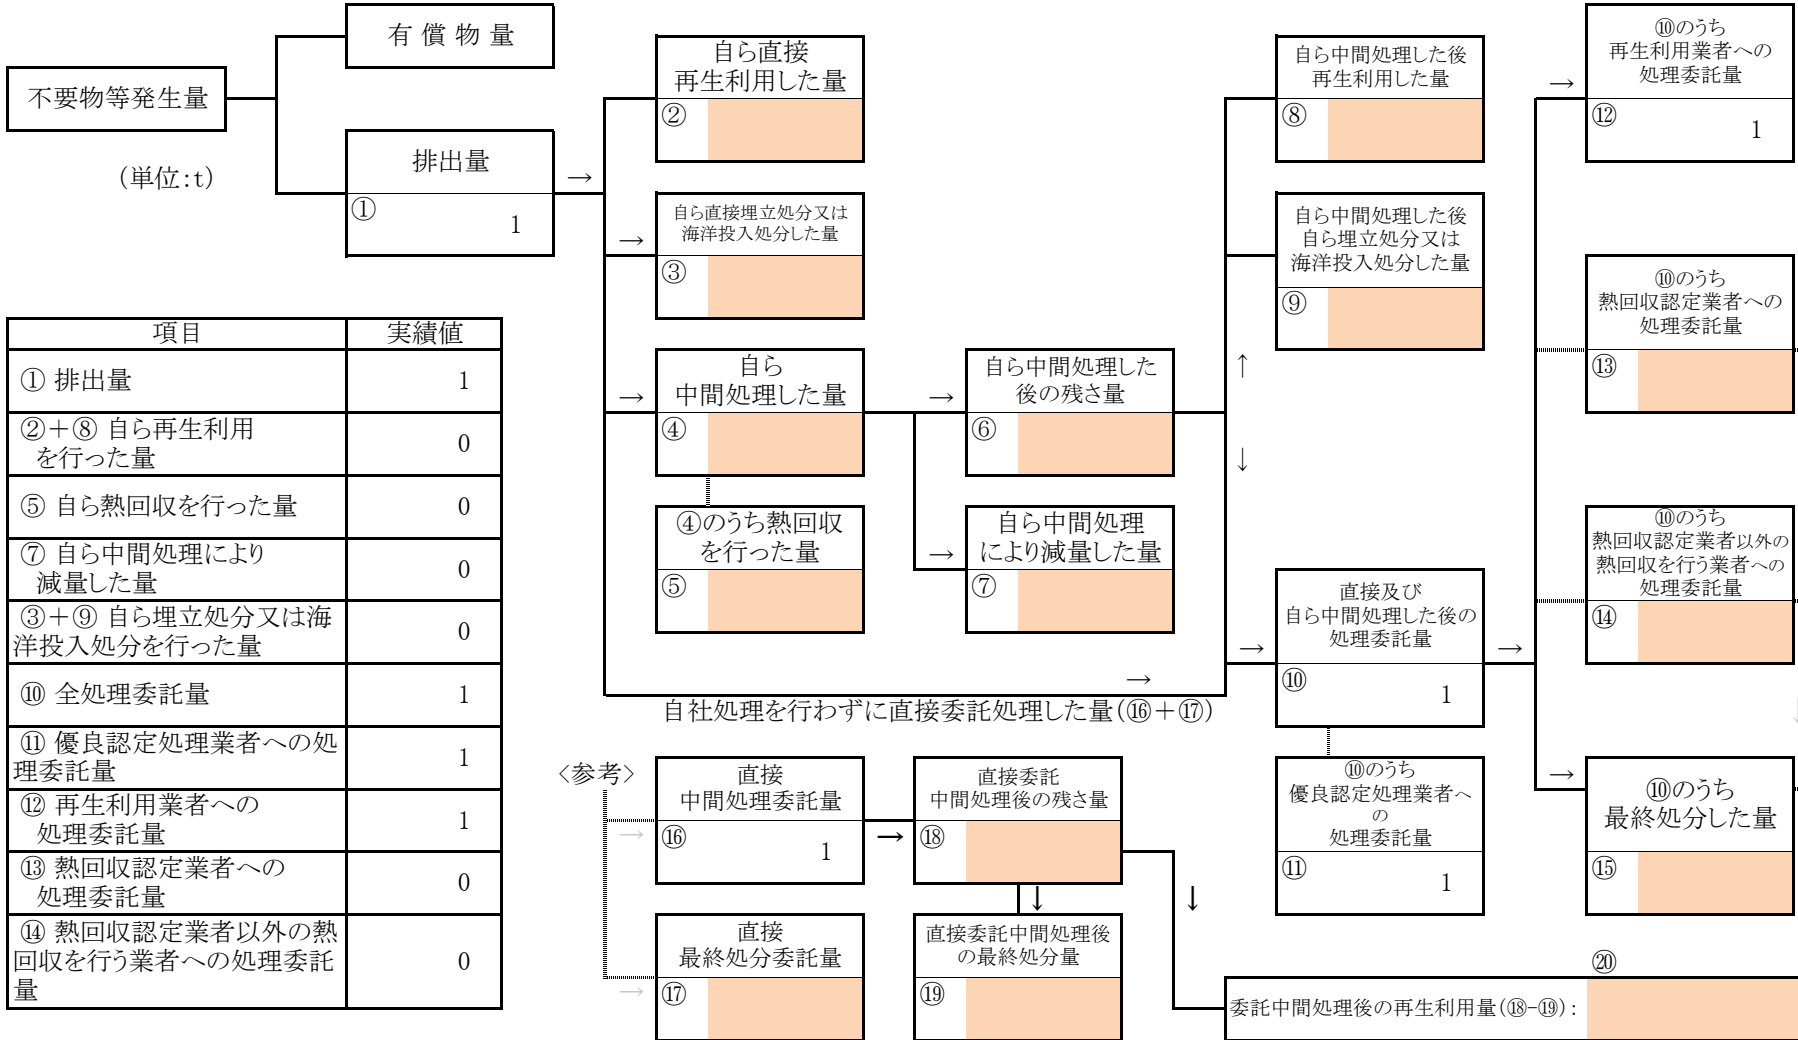 有 償 物 量
不要物等発生量
(単位:t)
排出量
→
①
1
自ら直接
再生利用した量
②
→
自ら直接埋立処分又は
海洋投入処分した量
③
→
自ら
中間処理した量
④
④のうち熱回収
を行った量
⑤
→
自ら中間処理した
後の残さ量
⑥
→
自ら中間処理
により減量した量
⑦
自ら中間処理した後
再生利用した量
⑧
自ら中間処理した後
自ら埋立処分又は
海洋投入処分した量
⑨
↑
↓
→
自社処理を行わずに直接委託処理した量(⑯+⑰)
→
直接及び
自ら中間処理した後の
処理委託量
⑩
1
⑩のうち
優良認定処理業者へ
の
処理委託量
⑪
1
→
→
⑩のうち
再生利用業者への
処理委託量
⑫
1
⑩のうち
熱回収認定業者への
処理委託量
⑬
⑩のうち
熱回収認定業者以外の
熱回収を行う業者への
処理委託量
⑭
↓
→
⑩のうち
最終処分した量
⑮
項目 実績値
① 排出量 1
②+⑧ 自ら再生利用
を行った量 0
⑤ 自ら熱回収を行った量 0
⑦ 自ら中間処理により
減量した量 0
③+⑨ 自ら埋立処分又は海
洋投入処分を行った量 0
⑩ 全処理委託量 1
⑪ 優良認定処理業者への処
理委託量 1
⑫ 再生利用業者への
処理委託量 1
⑬ 熱回収認定業者への
処理委託量 0
⑭ 熱回収認定業者以外の熱
回収を行う業者への処理委託
量 0
<参考>
→
直接
中間処理委託量
⑯
1
→
直接委託
中間処理後の残さ量
⑱
↓
↓
→
直接
最終処分委託量
⑰
直接委託中間処理後
の最終処分量
⑲
⑳
委託中間処理後の再生利用量(⑱-⑲):